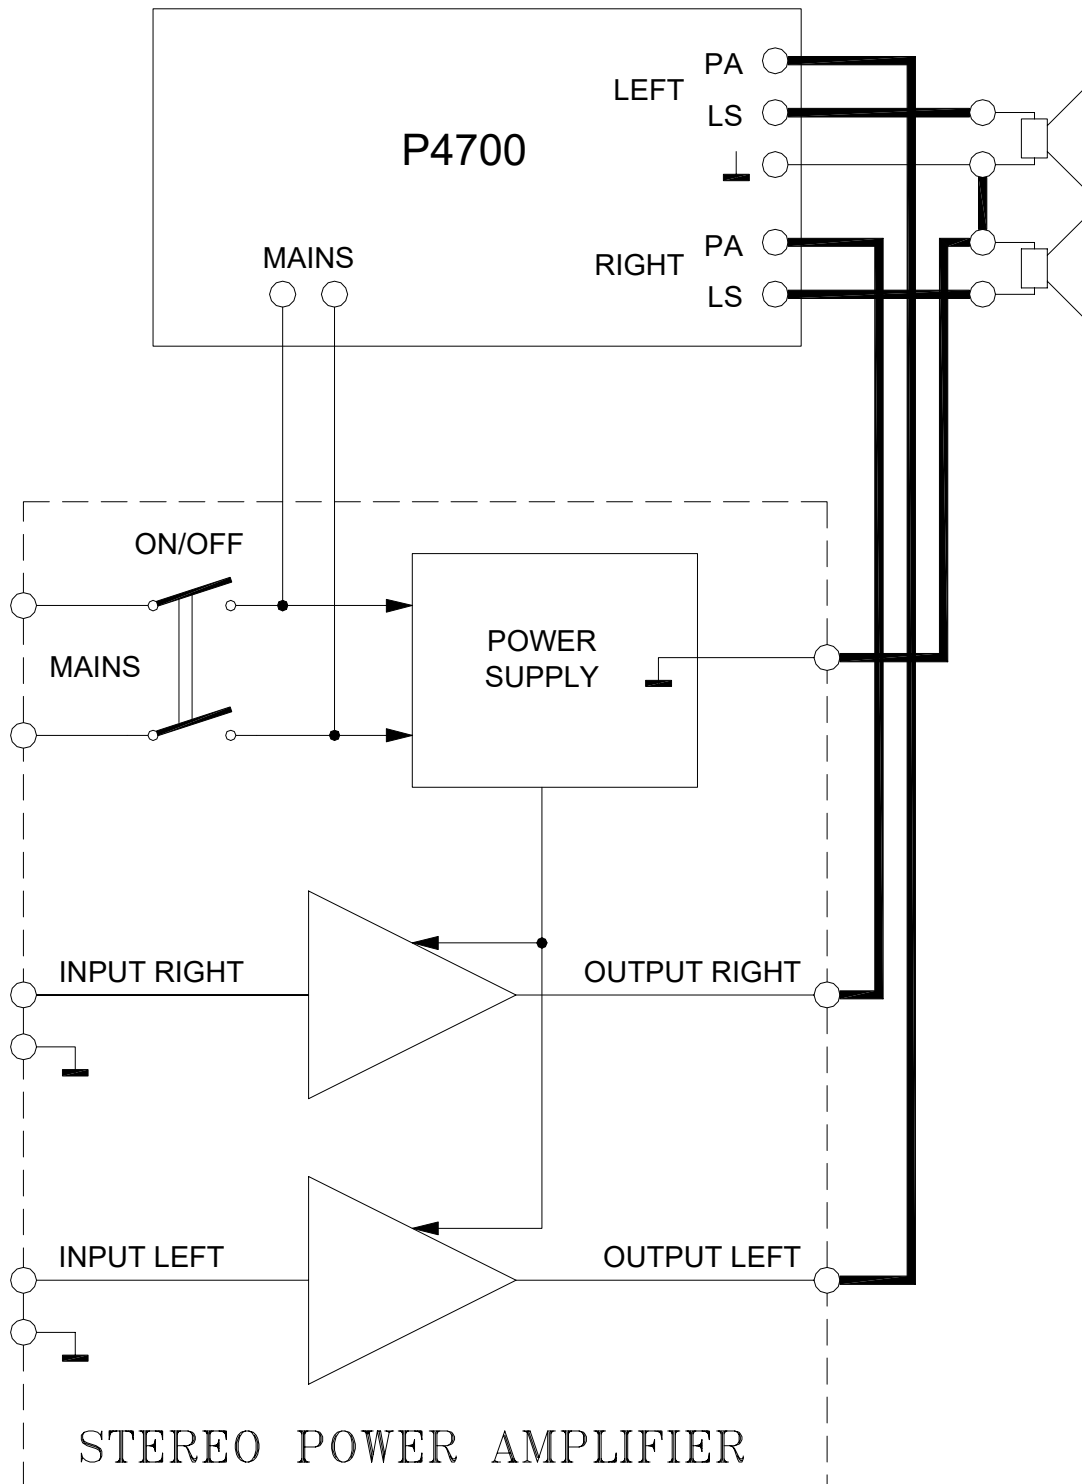 PA
LEFT
LS
P4700
PA
RIGHT
LS
MAINS
ON/OFF
MAINS
POWER
SUPPLY
INPUT RIGHT
OUTPUT RIGHT
INPUT LEFT
OUTPUT LEFT
STEREO POWER AMPLIFIER